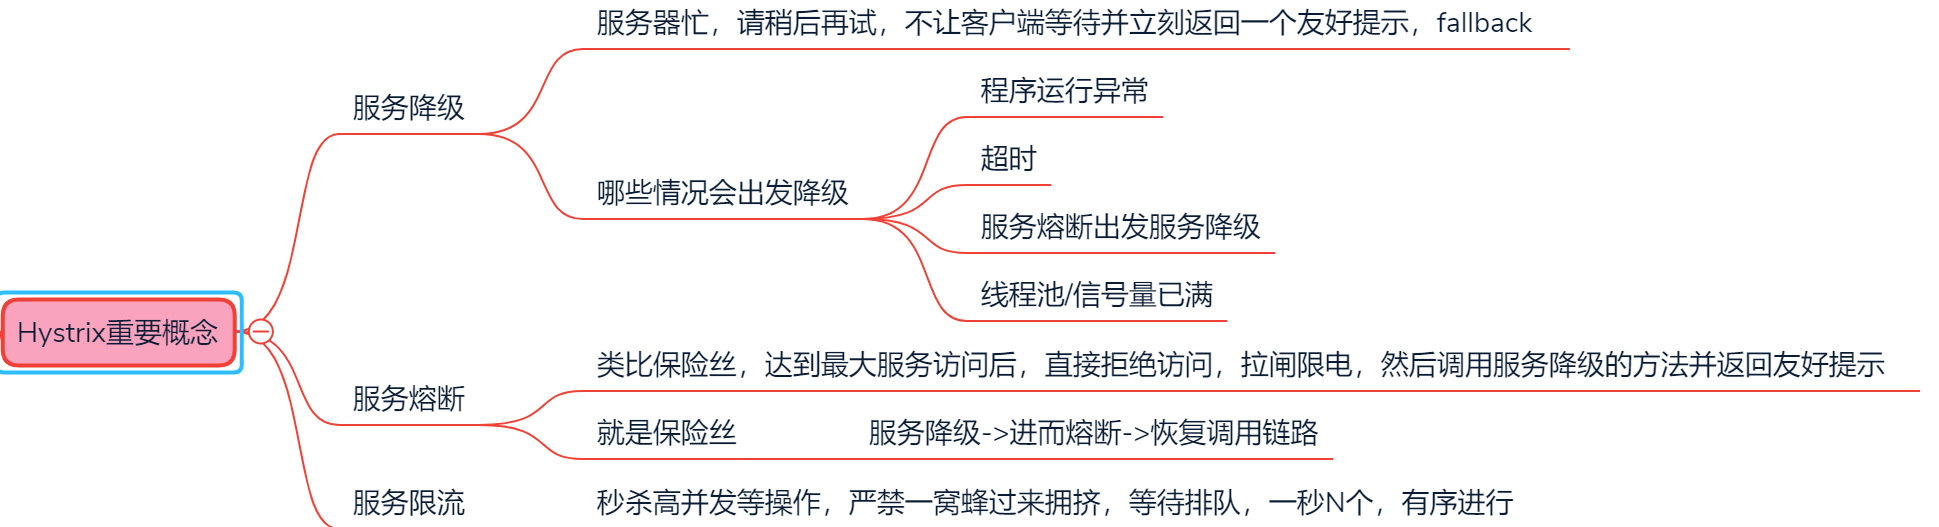 服务器忙，请稍后再试，不让客户端等待并立刻返回一个友好提示，fallback
程序运行异常
服务降级
超时
哪些情况会出发降级
服务熔断出发服务降级
线程池/信号量已满
Hystrix重要概念
类比保险丝，达到最大服务访问后，直接拒绝访问，拉闸限电，然后调用服务降级的方法并返回友好提示
服务熔断
就是保险丝 服务降级->进而熔断->恢复调用链路
服务限流
秒杀高并发等操作，严禁一窝蜂过来拥挤，等待排队，一秒N个，有序进行